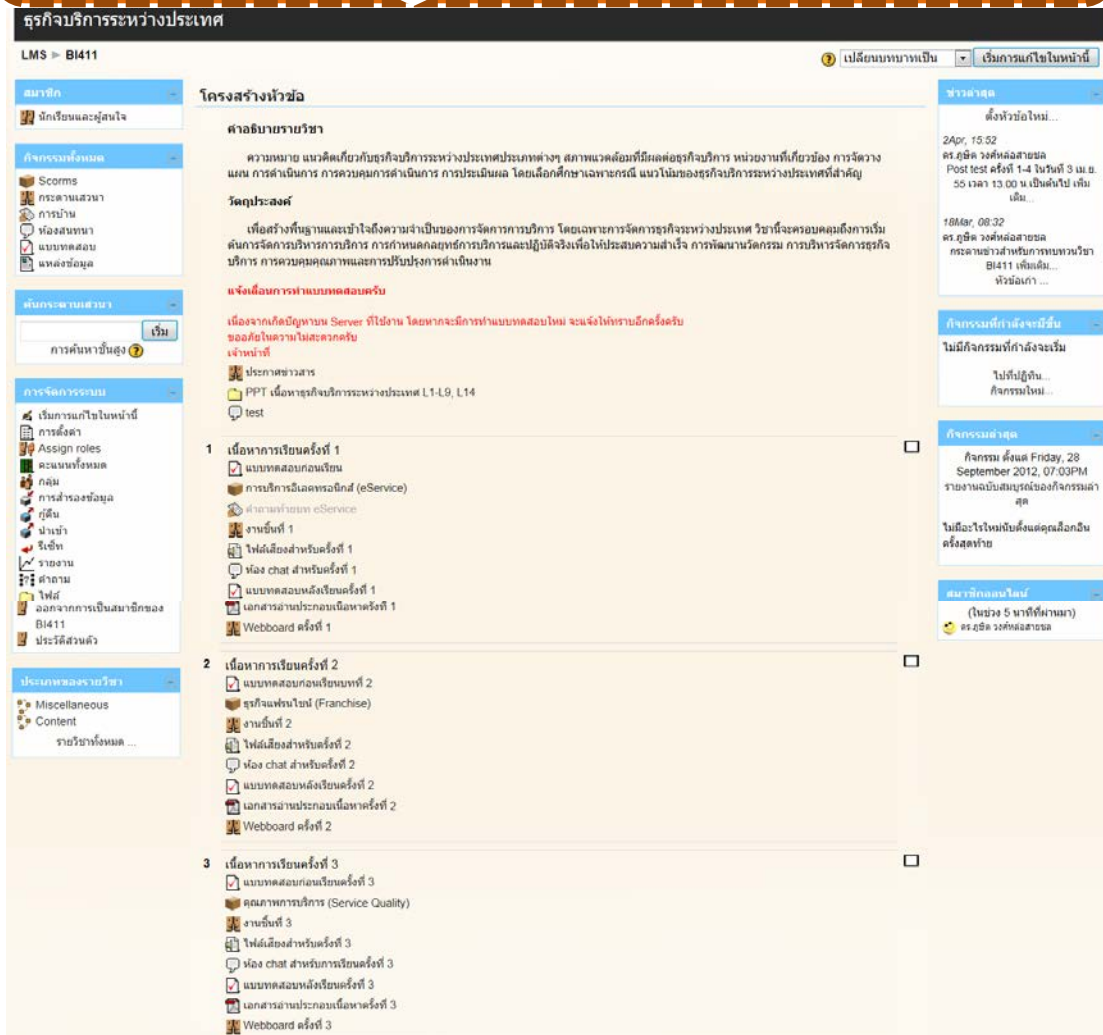 ธุรกิจบริการระหว่างประเทศ
LMS ► BI411
เปลี่ยนบทบาทเป็น
เริ่มการแก้ไขในหน้านี้
สมาชิก
นักเรียนและผู้สนใจ
กิจกรรมทั้งหมด
Scorms
กระดานเสวนา
การบ้าน
ห้องสนทนา
แบบทดสอบ
แหล่งข้อมูล
ค้นกระดานเสวนา
เริ่ม
การค้นหาขั้นสูง
การจัดการระบบ
เริ่มการแก้ไขในหน้านี้
การตั้งค่า
Assign roles
คะแนนทั้งหมด
กลุ่ม
การสำรองข้อมูล
กู้คืน
นำเข้า
รีเซ็ท
รายงาน
คำถาม
ไฟล์
ออกจากการเป็นสมาชิกของ
BI411
ประวัติส่วนตัว
ประเภทของรายวิชา
Miscellaneous
Content
รายวิชาทั้งหมด ...
โครงสร้างหัวข้อ
คำอธิบายรายวิชา
ความหมาย แนวคิดเกี่ยวกับธุรกิจบริการระหว่างประเทศประเภทต่างๆ สภาพแวดล้อมที่มีผลต่อธุรกิจบริการ หน่วยงานที่เกี่ยวข้อง การจัดวาง
แผน การดำเนินการ การควบคุมการดำเนินการ การประเมินผล โดยเลือกศึกษาเฉพาะกรณี แนวโน้มของธุรกิจบริการระหว่างประเทศที่สำคัญ
วัตถุประสงค์
เพื่อสร้างพื้นฐานและเข้าใจถึงความจำเป็นของการจัดการการบริการ โดยเฉพาะการจัดการธุรกิจระหว่างประเทศ วิชานี้จะครอบคลุมถึงการเริ่ม
ต้นการจัดการบริหารการบริการ การกำหนดกลยุทธ์การบริการและปฏิบัติจริงเพื่อให้ประสบความสำเร็จ การพัฒนานวัตกรรม การบริหารจัดการธุรกิจ
บริการ การควบคุมคุณภาพและการปรับปรุงการดำเนินงาน
แจ้งเตือนการทำแบบทดสอบครับ
เนื่องจากเกิดปัญหาบน Server ที่ใช้งาน โดยหากจะมีการทำแบบทดสอบใหม่ จะแจ้งให้ทราบอีกครั้งครับ
ขออภัยในความไม่สะดวกครับ
เจ้าหน้าที่
ประกาศข่าวสาร
PPT เนื้อหาธุรกิจบริการระหว่างประเทศ L1-L9, L14
test
1 เนื้อหาการเรียนครั้งที่ 1
แบบทดสอบก่อนเรียน
การบริการอิเลคทรอนิกส์ (eService)
คำถามท้ายบท eService
งานชิ้นที่ 1
ไฟล์เสียงสำหรับครั้งที่ 1
ห้อง chat สำหรับครั้งที่ 1
แบบทดสอบหลังเรียนครั้งที่ 1
เอกสารอ่านประกอบเนื้อหาครั้งที่ 1
Webboard ครั้งที่ 1
2 เนื้อหาการเรียนครั้งที่ 2
แบบทดสอบก่อนเรียนบทที่ 2
ธุรกิจแฟรนไชน์ (Franchise)
งานชิ้นที่ 2
ไฟล์เสียงสำหรับครั้งที่ 2
ห้อง chat สำหรับครั้งที่ 2
แบบทดสอบหลังเรียนครั้งที่ 2
เอกสารอ่านประกอบเนื้อหาครั้งที่ 2
Webboard ครั้งที่ 2
3 เนื้อหาการเรียนครั้งที่ 3
แบบทดสอบก่อนเรียนครั้งที่ 3
คุณภาพการบริการ (Service Quality)
งานชิ้นที่ 3
ไฟล์เสียงสำหรับครั้งที่ 3
ห้อง chat สำหรับการเรียนครั้งที่ 3
แบบทดสอบหลังเรียนครั้งที่ 3
เอกสารอ่านประกอบเนื้อหาครั้งที่ 3
Webboard ครั้งที่ 3
ข่าวล่าสุด
ตั้งหัวข้อใหม่...
2Apr, 15:52
ดร.ภูษิต วงศ์หล่อสายชล
Post test ครั้งที่ 1-4 ในวันที่ 3 เม.ย.
55 เวลา 13.00 น.เป็นต้นไป เพิ่ม
เติม...
18Mar, 08:32
ดร.ภูษิต วงศ์หล่อสายชล
กระดานข่าวสำหรับการทบทวนวิชา
BI411 เพิ่มเติม...
หัวข้อเก่า ...
กิจกรรมที่กำลังจะมีขึ้น
ไม่มีกิจกรรมที่กำลังจะเริ่ม
ไปที่ปฏิทิน...
กิจกรรมใหม่...
กิจกรรมล่าสุด
กิจกรรม ตั้งแต่ Friday, 28
September 2012, 07:03PM
รายงานฉบับสมบูรณ์ของกิจกรรมล่า
สุด
ไม่มีอะไรใหม่นับตั้งแต่คุณล็อกอิน
ครั้งสุดท้าย
สมาชิกออนไลน์
(ในช่วง 5 นาทีที่ผ่านมา)
ดร.ภูษิต วงศ์หล่อสายชล